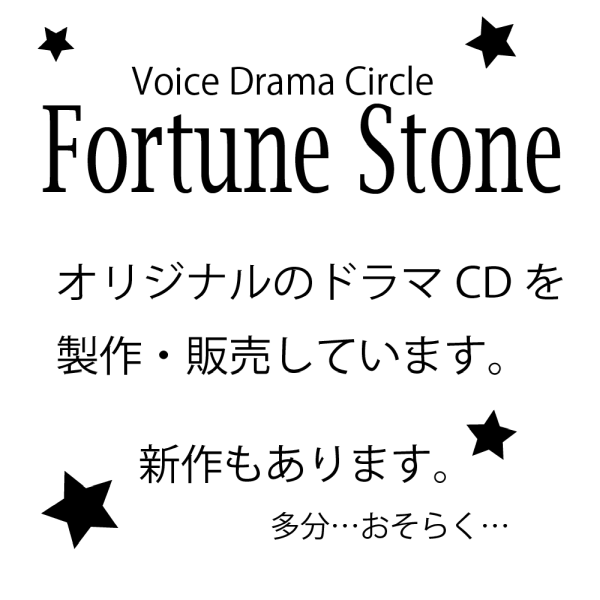 Voice Drama Circle
Fortune Stone
オリジナルのドラマ CD を
製作・販売しています。
新作もあります。
多分…おそらく…